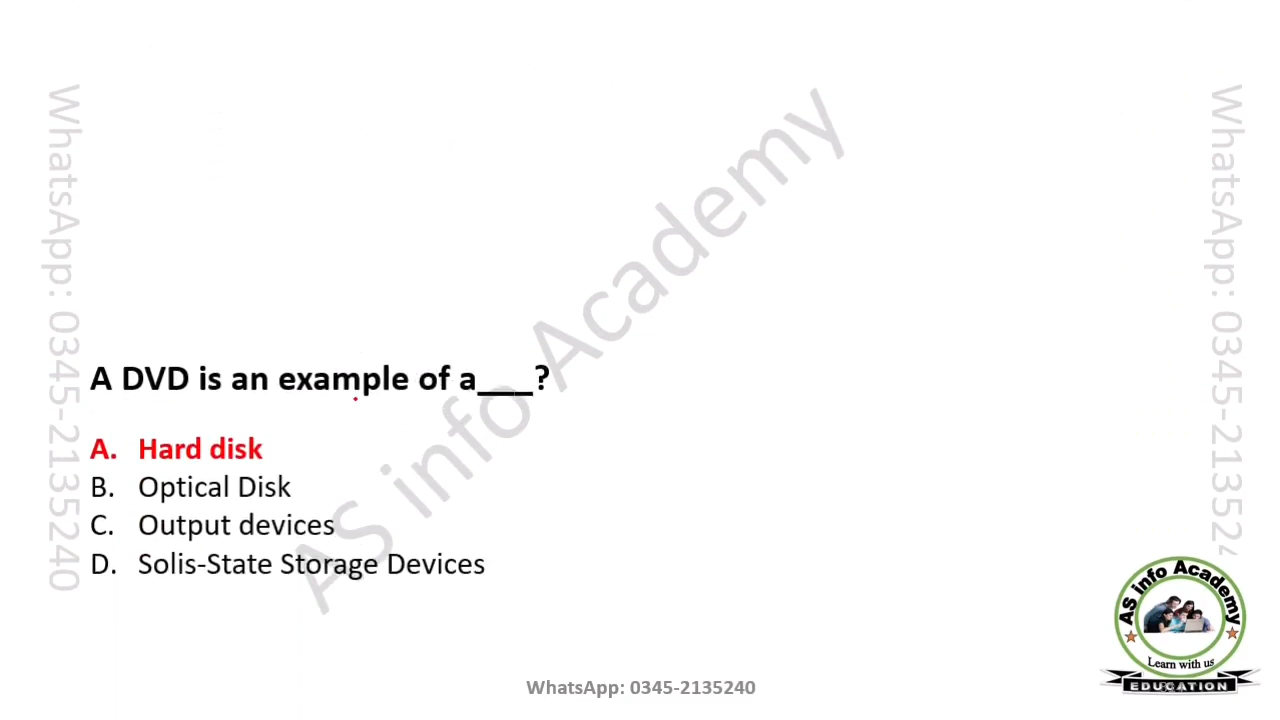 WhatsApp: 0345-2135240
AS info Academy
A DVD is an example of a___?
A. Hard disk
B. Optical Disk
C. Output devices
D. Solis-State Storage Devices
WhatsApp: 0345-2135240
WhatsApp: 0345-213524
AS info Academy
Learn with us
EDUCATION